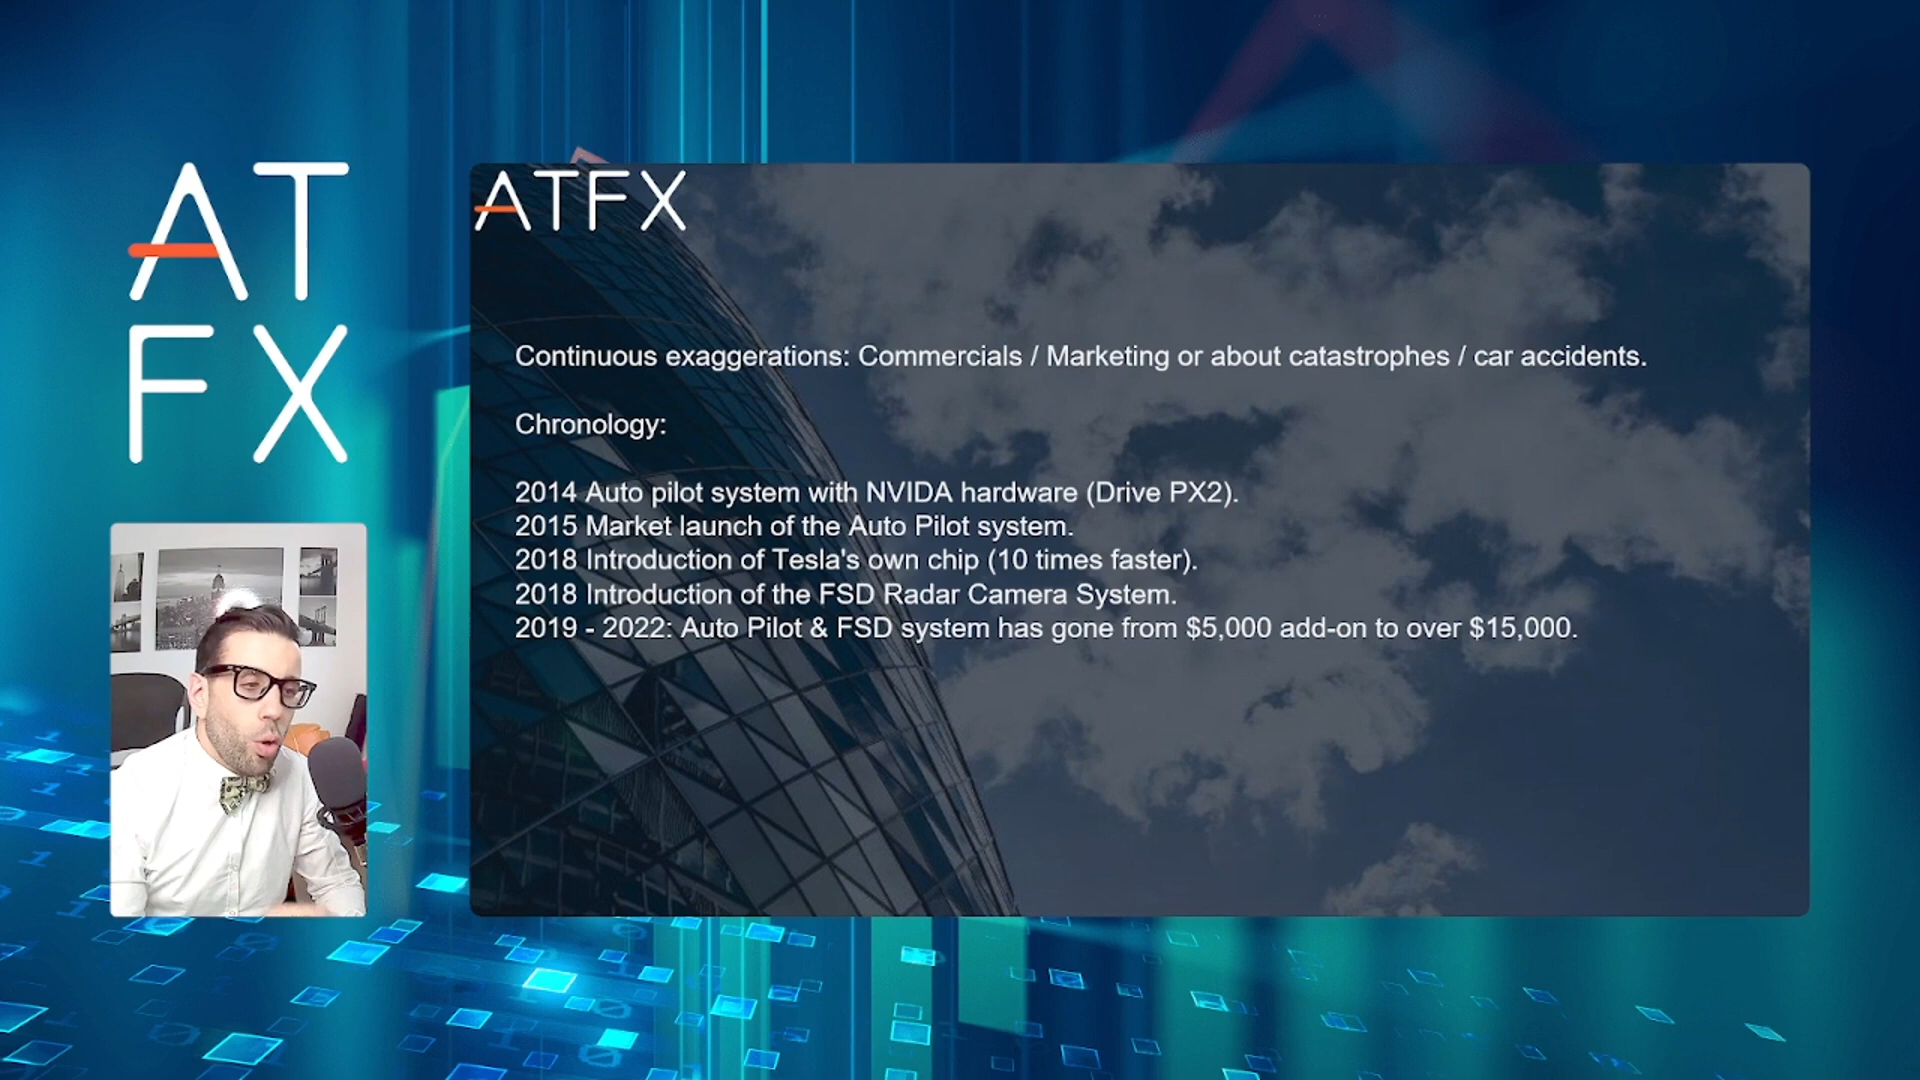 AT
FX
ATFX
Continuous exaggerations: Commercials / Marketing or about catastrophes / car accidents.
Chronology:
2014 Auto pilot system with NVIDIA hardware (Drive PX2).
2015 Market launch of the Auto Pilot system.
2018 Introduction of Tesla's own chip (10 times faster).
2018 Introduction of the FSD Radar Camera System.
2019 - 2022: Auto Pilot & FSD system has gone from $5,000 add-on to over $15,000.